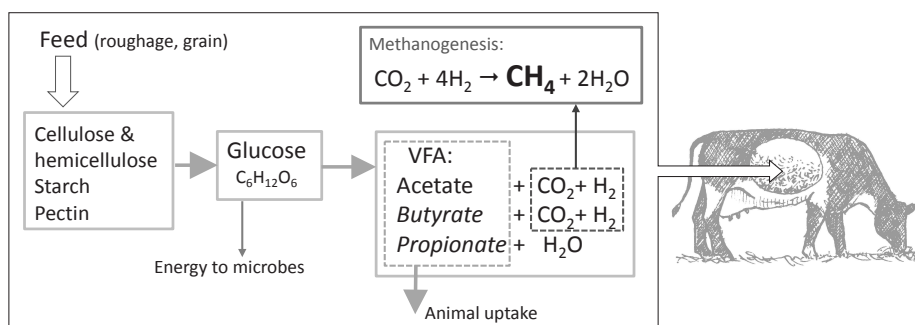 Feed (roughage, grain)
Methanogenesis:
CO₂ + 4H₂ → CH₄ + 2H₂O
Cellulose &
hemicellulose
Starch
Pectin
Glucose
C₆H₁₂O₆
VFA:
Acetate + CO₂+ H₂
Butyrate + CO₂+ H₂
Propionate + H₂O
Energy to microbes
Animal uptake